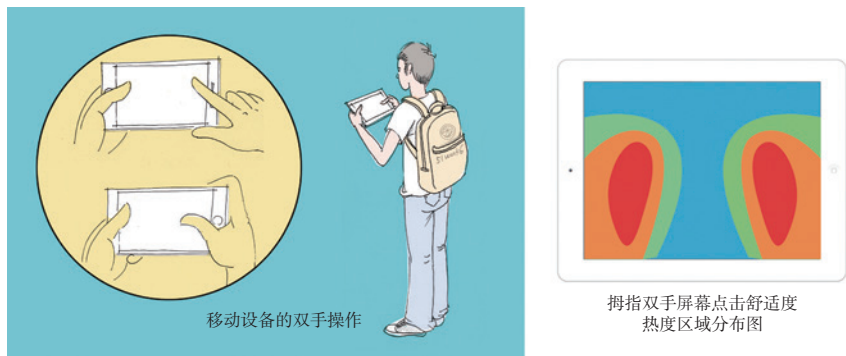 移动设备的双手操作
拇指双手屏幕点击舒适度
热度区域分布图